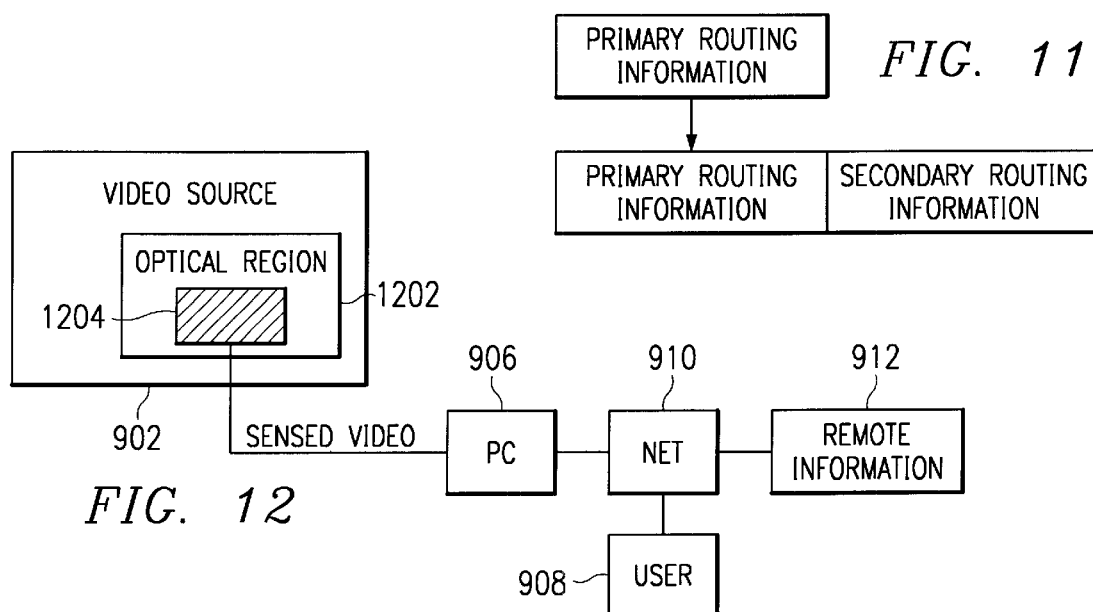 PRIMARY ROUTING
INFORMATION
FIG. 11
PRIMARY ROUTING
INFORMATION
SECONDARY ROUTING
INFORMATION
VIDEO SOURCE
OPTICAL REGION
1204
1202
902
SENSED VIDEO
906
PC
910
NET
912
REMOTE
INFORMATION
908
USER
FIG. 12